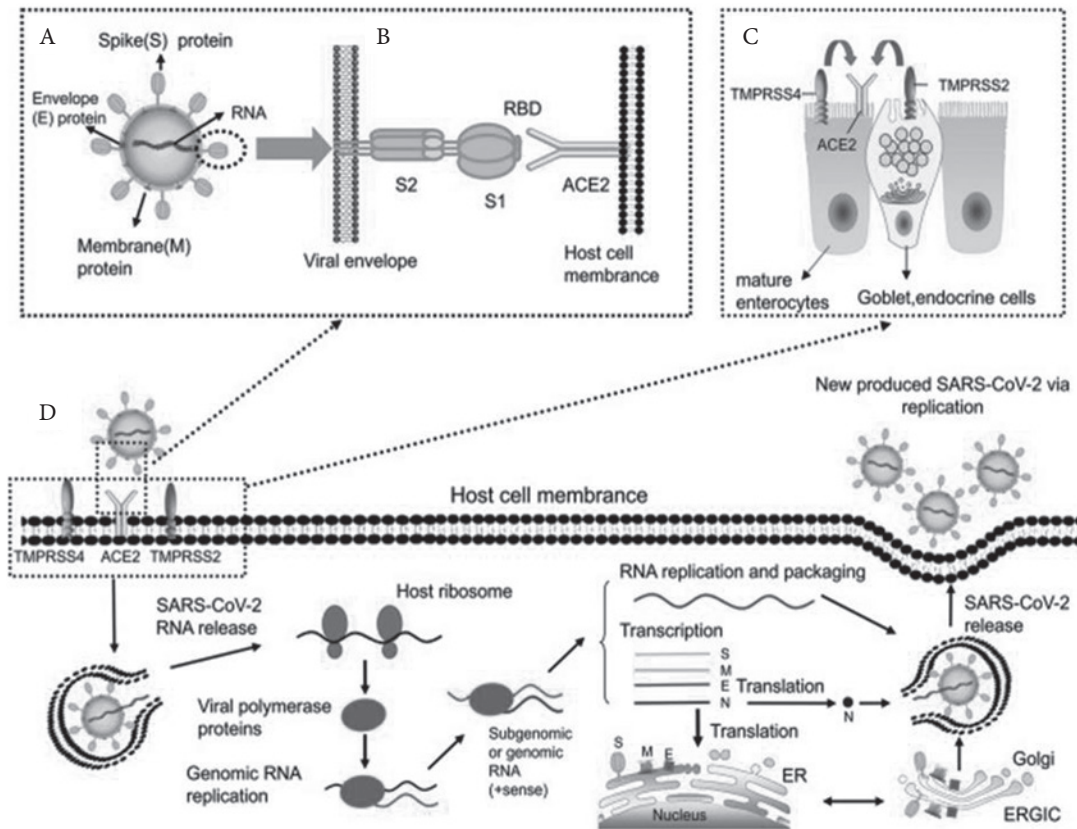 A
B
Spike(S) protein
Envelope
(E) protein
RNA
Membrane(M)
protein
RBD
S2
S1
ACE2
Viral envelope
Host cell
membrance
C
TMPRSS4
TMPRSS2
ACE2
mature
enterocytes
Goblet,endocrine cells
D
New produced SARS-CoV-2 via
replication
Host cell membrance
TMPRSS4
ACE2
TMPRSS2
SARS-CoV-2
RNA release
Host ribosome
Viral polymerase
proteins
Genomic RNA
replication
Subgenomic
or genomic
RNA
(+sense)
RNA replication and packaging
Transcription
S
M
E
N
Translation
N
Translation
S
M
E
ER
Nucleus
SARS-CoV-2
release
Golgi
ERGIC